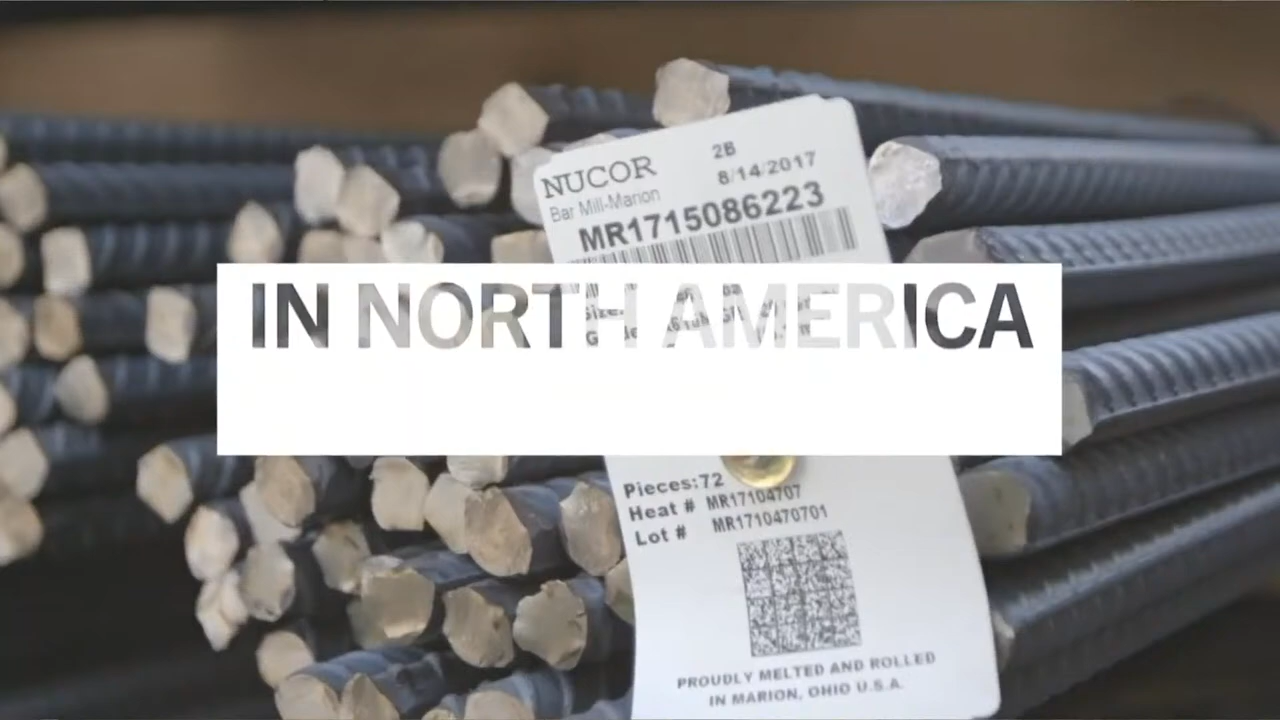 NUCOR
2B
8/14/2017
Bar Mill-Marion
MR1715086223
IN NORTH AMERICA
Pieces:72
Heat # MR17104707
Lot # MR1710470701
PROUDLY MELTED AND ROLLED
IN MARION, OHIO U.S.A.